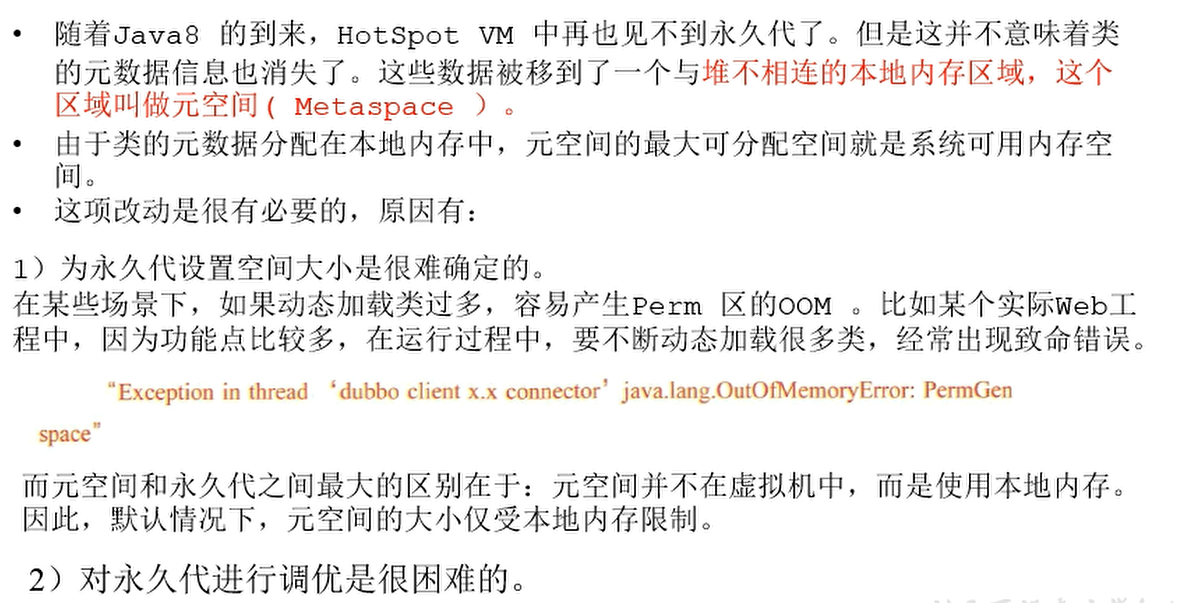 • 随着Java8 的到来，HotSpot VM 中再也见不到永久代了。但是这并不意味着类
的元数据信息也消失了。这些数据被移到了一个与堆不相连的本地内存区域，这个
区域叫做元空间( Metaspace ）。
• 由于类的元数据分配在本地内存中，元空间的最大可分配空间就是系统可用内存空
间。
• 这项改动是很有必要的，原因有：
1）为永久代设置空间大小是很难确定的。
在某些场景下，如果动态加载类过多，容易产生Perm 区的OOM 。比如某个实际Web工
程中，因为功能点比较多，在运行过程中，要不断动态加载很多类，经常出现致命错误。
“Exception in thread ‘dubbo client x.x connector’ java.lang.OutOfMemoryError: PermGen
space”
而元空间和永久代之间最大的区别在于：元空间并不在虚拟机中，而是使用本地内存。
因此，默认情况下，元空间的大小仅受本地内存限制。
2）对永久代进行调优是很困难的。